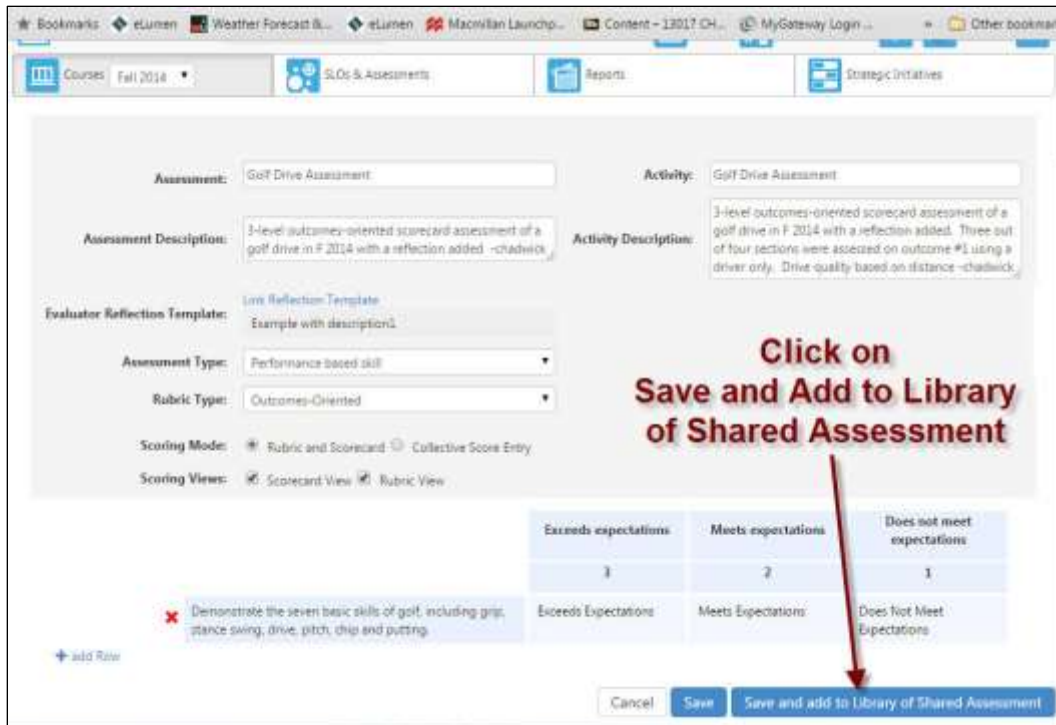 Bookmarks eLumen Weather Forecast &... eLumen Macmillan Launchp... Content – 13017 CH... MyGateway Login ... » Other bookmar
Courses Fall 2014 SLOs & Assessments Reports Strategic Initiatives
Assessment: Golf Drive Assessment
Activity: Golf Drive Assessment
Assessment Description: 3-level outcomes-oriented scorecard assessment of a
golf drive in F 2014 with a reflection added -chadwick
Activity Description: 3-level outcomes-oriented scorecard assessment of a
golf drive in F 2014 with a reflection added. Three out
of four sections were assessed on outcome #1 using a
driver only. Drive quality based on distance -chadwick
Link Reflection Template
Evaluator Reflection Template: Example with description1
Assessment Type: Performance based skill
Rubric Type: Outcomes-Oriented
Scoring Mode: Rubric and Scorecard Collective Score Entry
Scoring Views: Scorecard View Rubric View
Click on
Save and Add to Library
of Shared Assessment
Exceeds expectations Meets expectations Does not meet
expectations
3 2 1
Demonstrate the seven basic skills of golf, including grip,
stance swing, drive, pitch, chip and putting.
Exceeds Expectations Meets Expectations Does Not Meet
Expectations
add Row
Cancel Save Save and add to Library of Shared Assessment